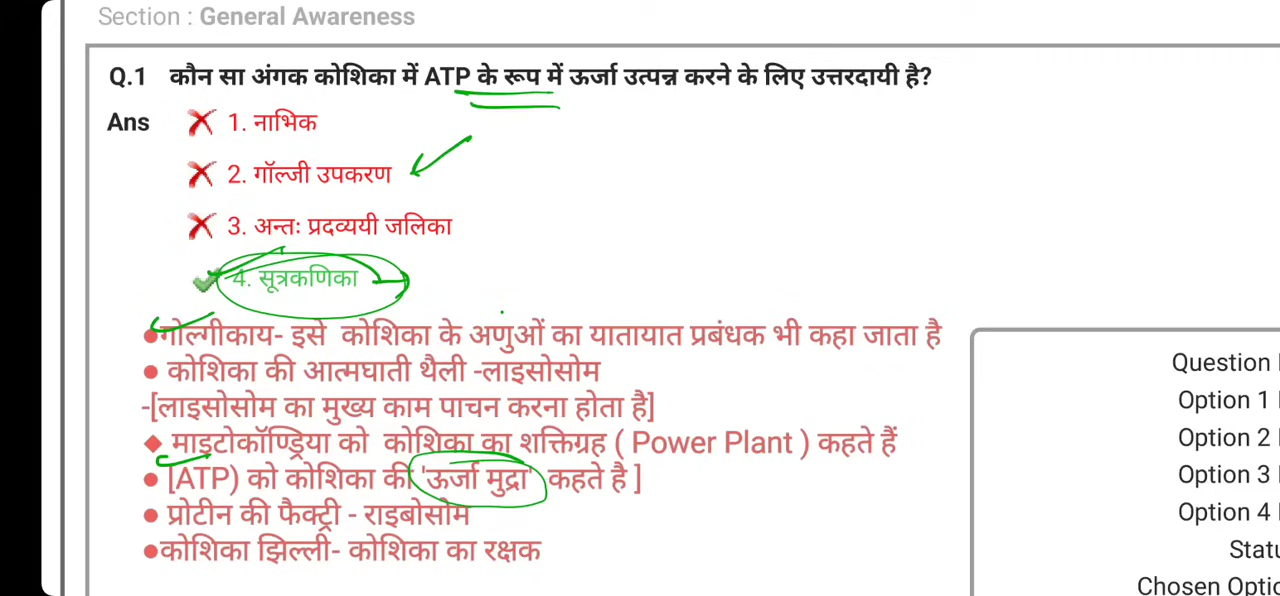 Section : General Awareness
Q.1 कौन सा अंगक कोशिका में ATP के रूप में ऊर्जा उत्पन्न करने के लिए उत्तरदायी है?
Ans 1. नाभिक
2. गॉल्जी उपकरण
3. अन्तः प्रदव्ययी जलिका
4. सूत्रकणिका
●गोल्गीकाय- इसे कोशिका के अणुओं का यातायात प्रबंधक भी कहा जाता है
● कोशिका की आत्मघाती थैली -लाइसोसोम
-[लाइसोसोम का मुख्य काम पाचन करना होता है]
◆ माइटोकॉण्ड्रिया को कोशिका का शक्तिग्रह ( Power Plant ) कहते हैं
● [ATP) को कोशिका की 'ऊर्जा मुद्रा' कहते है ]
● प्रोटीन की फैक्ट्री - राइबोसोम
●कोशिका झिल्ली- कोशिका का रक्षक
Question
Option 1
Option 2
Option 3
Option 4